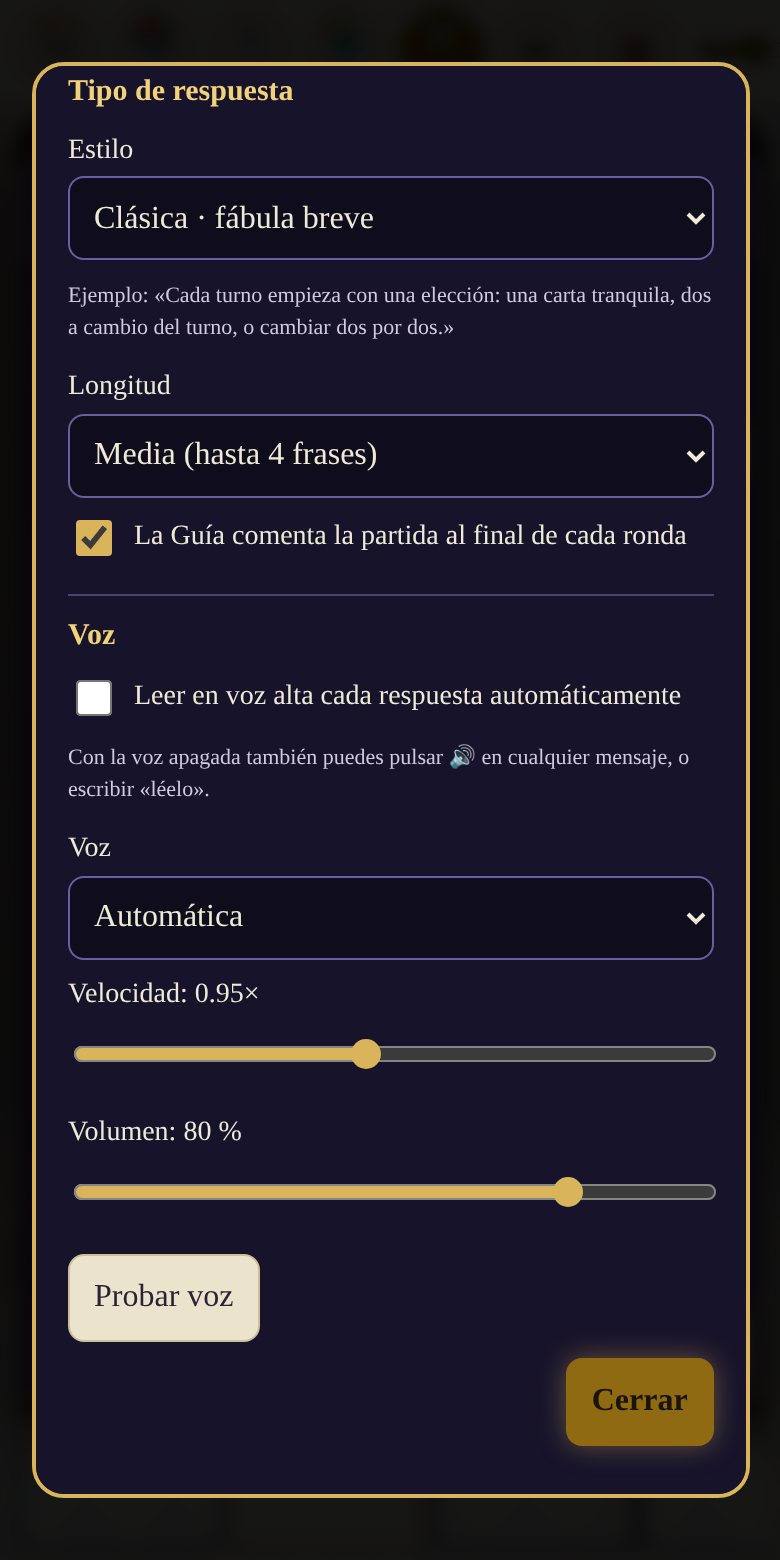 Tipo de respuesta
Estilo
Clásica · fábula breve
Ejemplo: «Cada turno empieza con una elección: una carta tranquila, dos
a cambio del turno, o cambiar dos por dos.»
Longitud
Media (hasta 4 frases)
La Guía comenta la partida al final de cada ronda
Voz
Leer en voz alta cada respuesta automáticamente
Con la voz apagada también puedes pulsar 🔊 en cualquier mensaje, o
escribir «léelo».
Voz
Automática
Velocidad: 0.95×
Volumen: 80 %
Probar voz
Cerrar